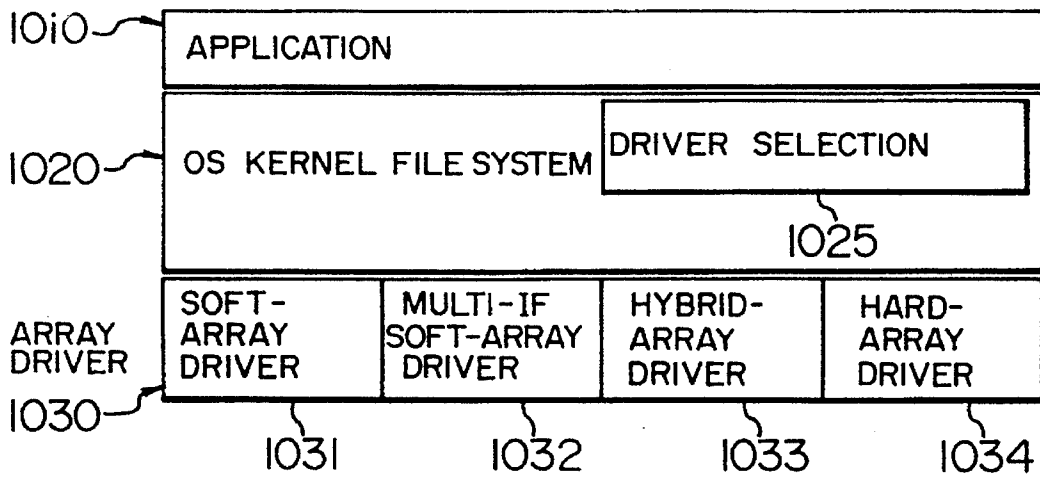 10i0
APPLICATION
1020
OS KERNEL FILE SYSTEM
DRIVER SELECTION
1025
ARRAY
DRIVER
1030
SOFT-
ARRAY
DRIVER
MULTI-IF
SOFT-ARRAY
DRIVER
HYBRID-
ARRAY
DRIVER
HARD-
ARRAY
DRIVER
1031
1032
1033
1034